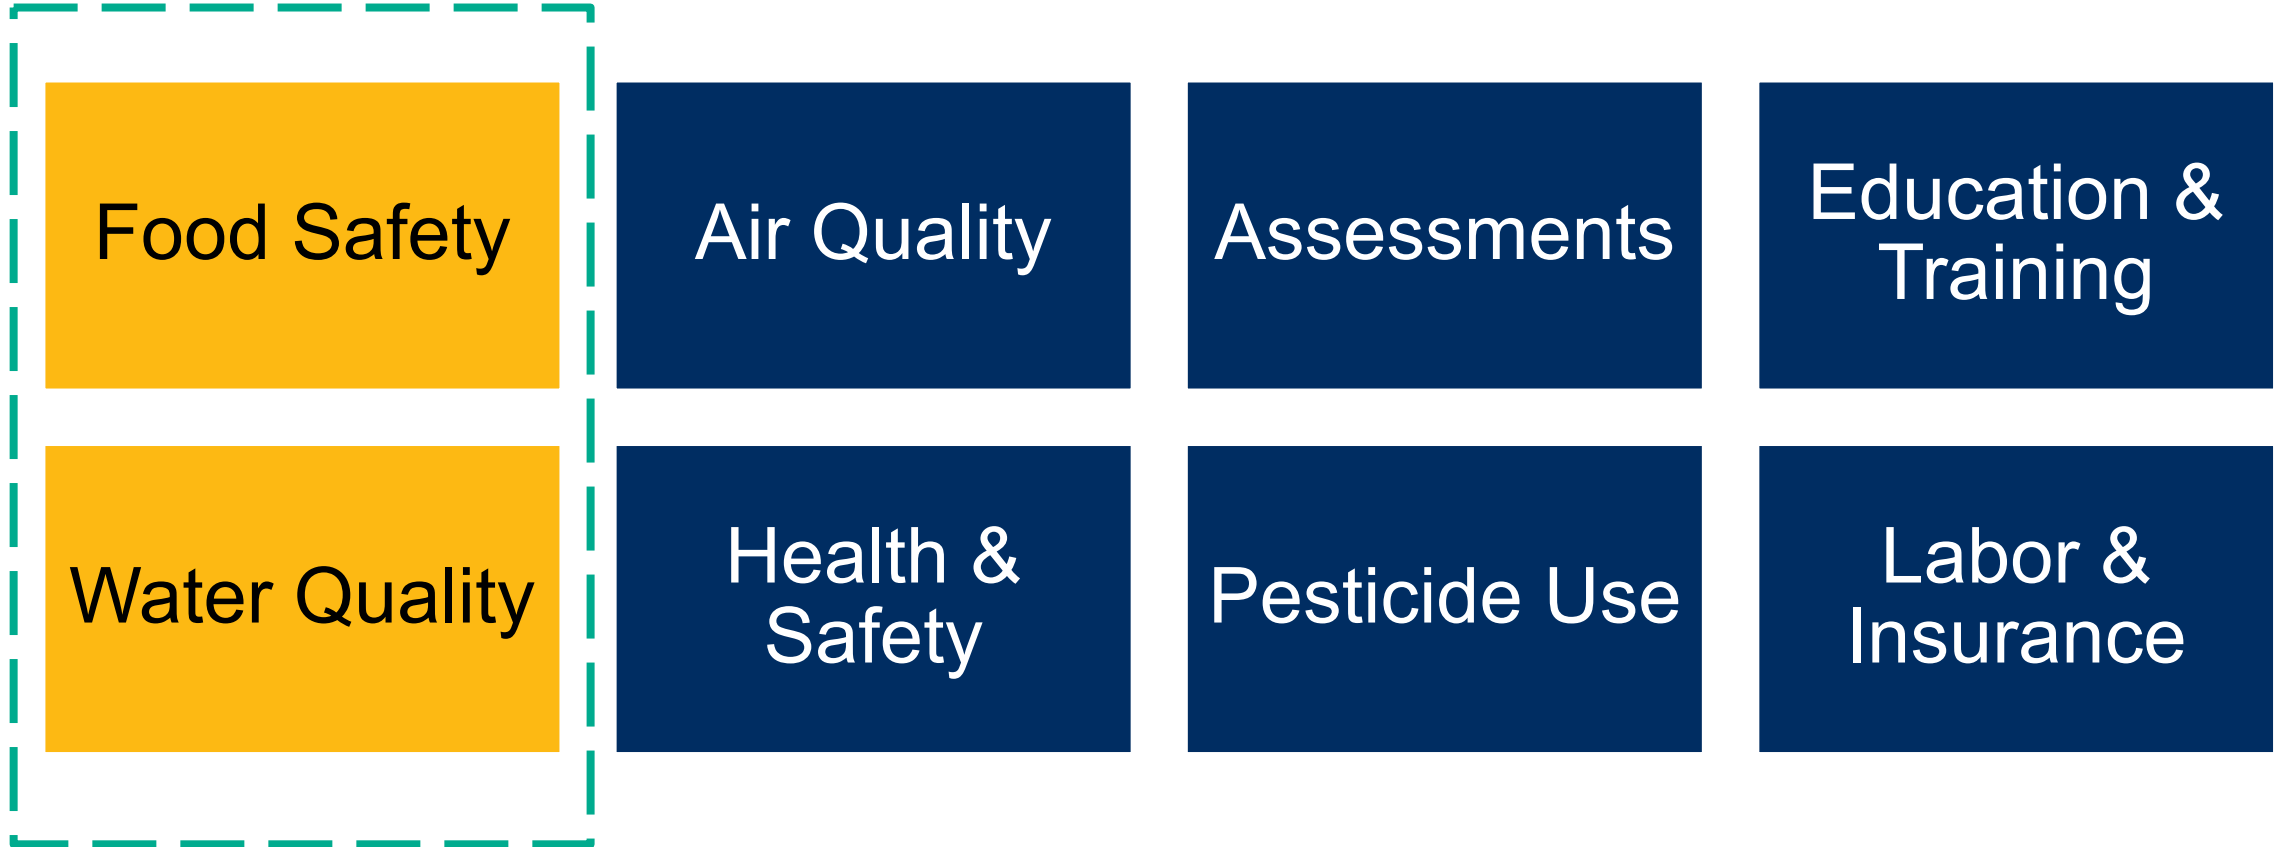 Food Safety
Air Quality
Assessments
Education &
Training
Water Quality
Health &
Safety
Pesticide Use
Labor &
Insurance